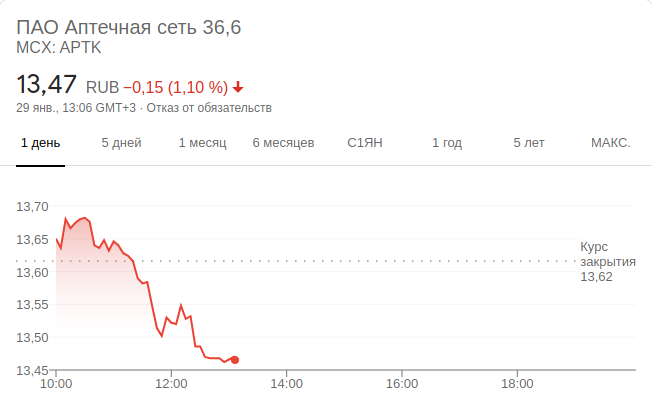 ПАО Аптечная сеть 36,6
MCX: APTK
13,47 RUB −0,15 (1,10 %)
29 янв., 13:06 GMT+3 · Отказ от обязательств
1 день 5 дней 1 месяц 6 месяцев С1ЯН 1 год 5 лет МАКС.
13,70
13,65
13,60
13,55
13,50
13,45
Курс
закрытия
13,62
10:00 12:00 14:00 16:00 18:00